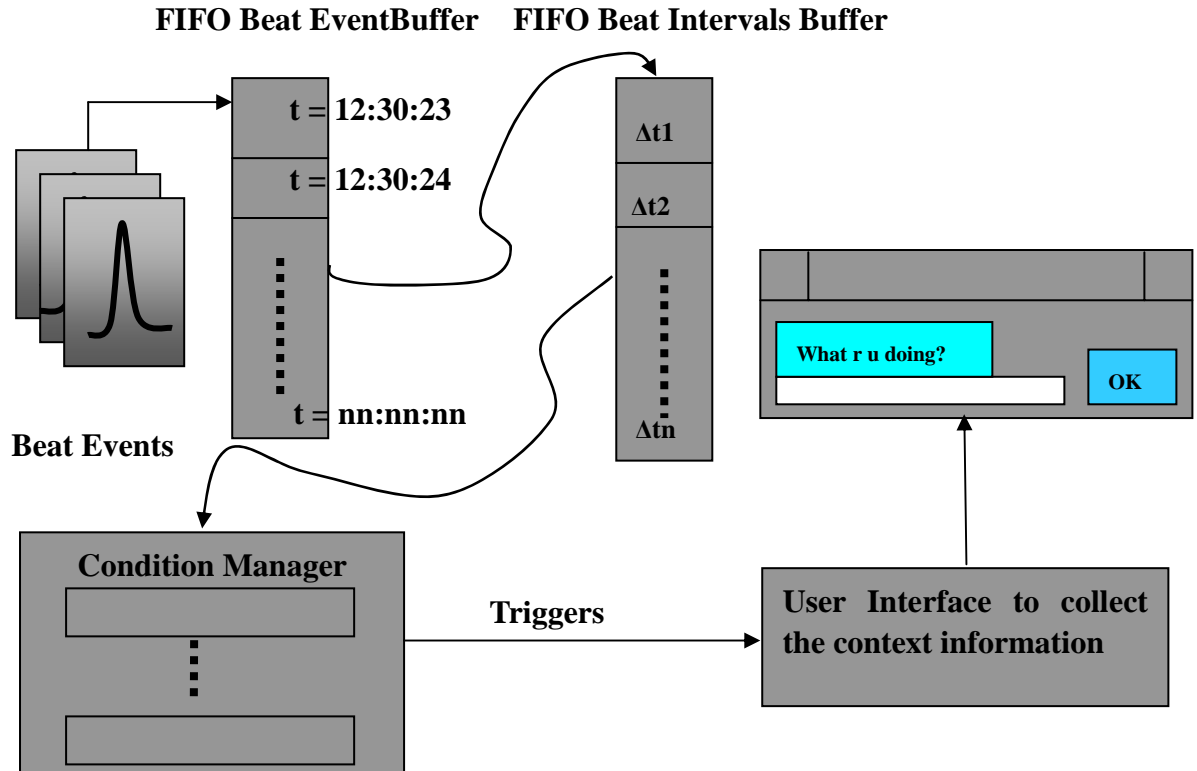 FIFO Beat EventBuffer
FIFO Beat Intervals Buffer
t = 12:30:23
t = 12:30:24
t = nn:nn:nn
Δt1
Δt2
Δtn
What r u doing?
OK
Beat Events
Condition Manager
Triggers
User Interface to collect
the context information